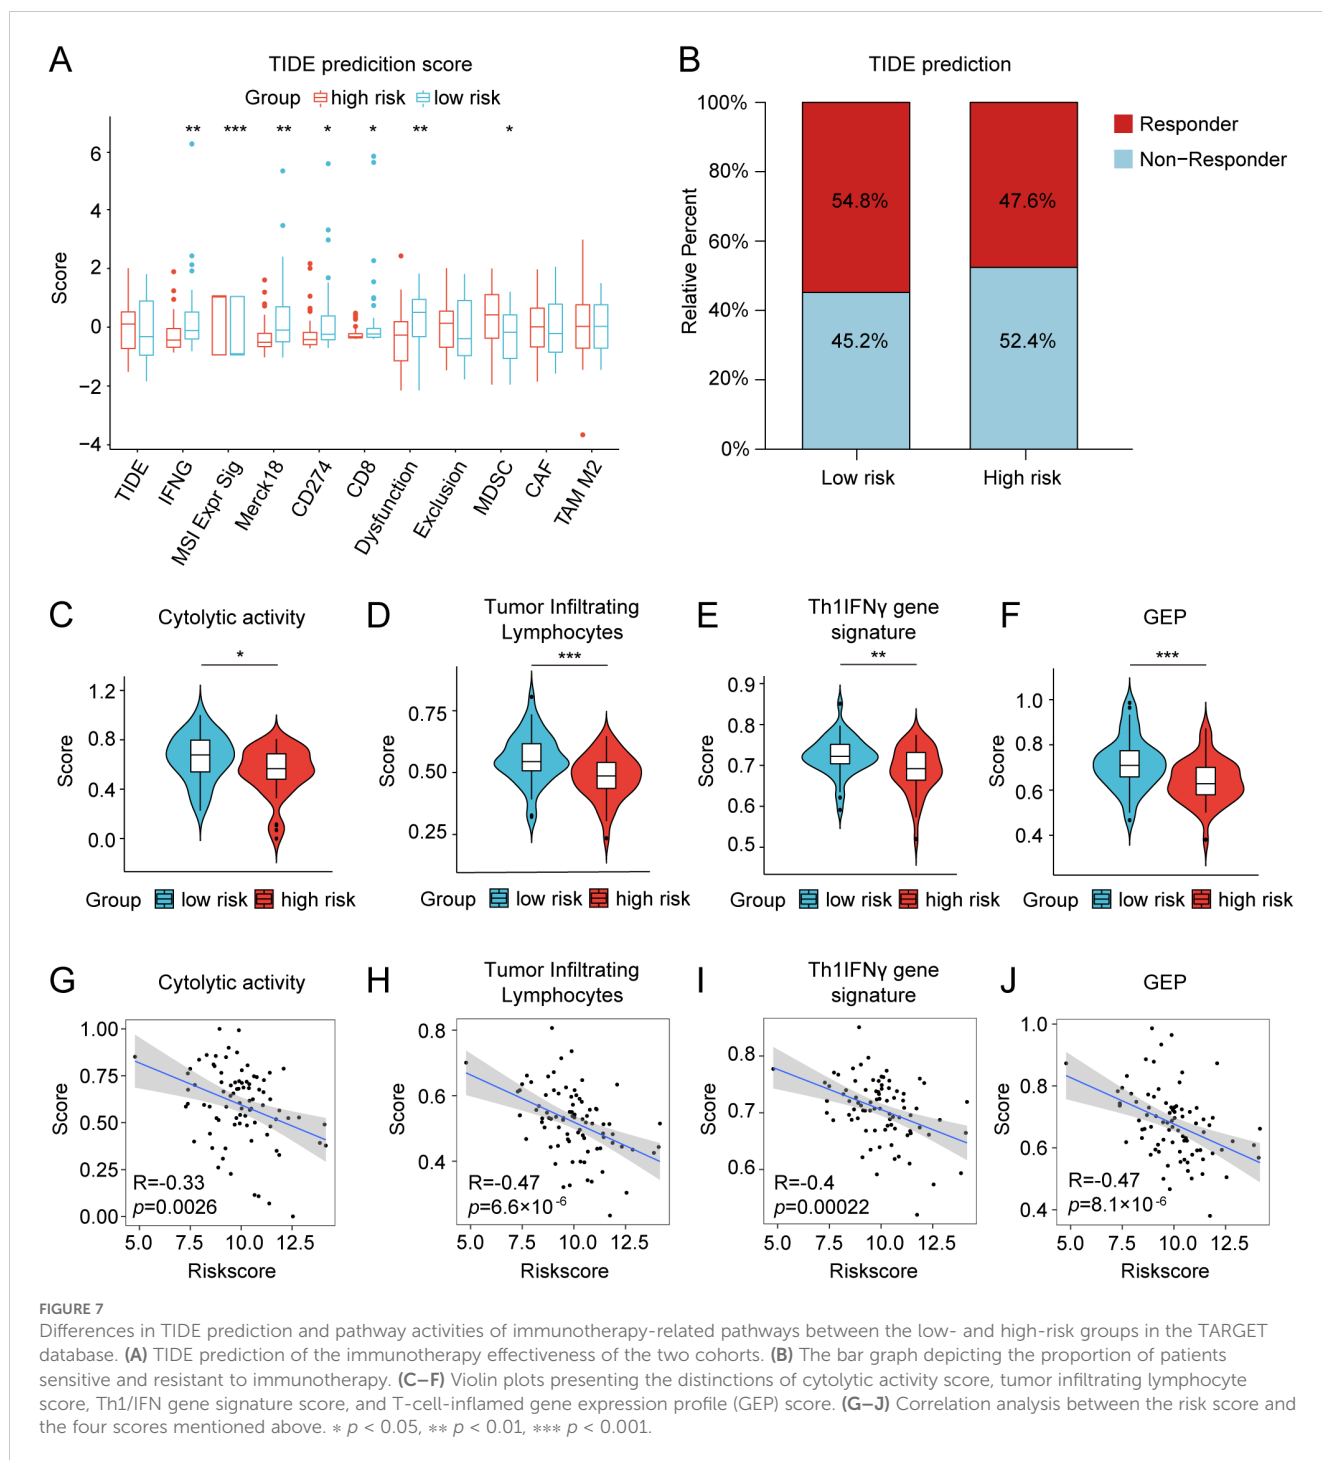 A
TIDE predicition score
Group high risk low risk
** *** ** * * ** *
Score
6
4
2
0
−2
−4
TIDE
IFNG
MSI Expr Sig
Merck18
CD274
CD8
Dysfunction
Exclusion
MDSC
CAF
TAM M2
B
TIDE prediction
Relative Percent
100%
80%
60%
40%
20%
0%
54.8%
45.2%
47.6%
52.4%
Low risk
High risk
Responder
Non−Responder
C
Cytolytic activity
*
Score
1.2
0.8
0.4
0.0
Group low risk high risk
D
Tumor Infiltrating
Lymphocytes
***
Score
0.75
0.50
0.25
Group low risk high risk
E
Th1IFNγ gene
signature
**
Score
0.9
0.8
0.7
0.6
0.5
Group low risk high risk
F
GEP
***
Score
1.0
0.8
0.6
0.4
Group low risk high risk
G
Cytolytic activity
Score
1.00
0.75
0.50
0.25
0.00
R=-0.33
p=0.0026
5.0 7.5 10.0 12.5
Riskscore
H
Tumor Infiltrating
Lymphocytes
Score
0.8
0.6
0.4
R=-0.47
p=6.6×10⁻⁶
5.0 7.5 10.0 12.5
Riskscore
I
Th1IFNγ gene
signature
Score
0.8
0.7
0.6
R=-0.4
p=0.00022
5.0 7.5 10.0 12.5
Riskscore
J
GEP
Score
1.0
0.8
0.6
0.4
R=-0.47
p=8.1×10⁻⁶
5.0 7.5 10.0 12.5
Riskscore
FIGURE 7
Differences in TIDE prediction and pathway activities of immunotherapy-related pathways between the low- and high-risk groups in the TARGET
database. (A) TIDE prediction of the immunotherapy effectiveness of the two cohorts. (B) The bar graph depicting the proportion of patients
sensitive and resistant to immunotherapy. (C–F) Violin plots presenting the distinctions of cytolytic activity score, tumor infiltrating lymphocyte
score, Th1/IFN gene signature score, and T-cell-inflamed gene expression profile (GEP) score. (G–J) Correlation analysis between the risk score and
the four scores mentioned above. * p < 0.05, ** p < 0.01, *** p < 0.001.